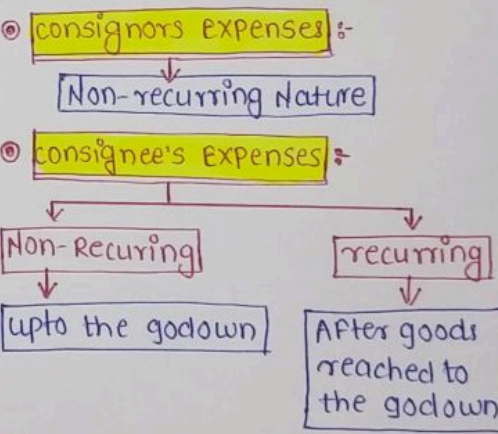 consignors expenses :-
Non-recurring Nature
consignee's Expenses :-
Non-Recuring
recurring
upto the godown
After goods
reached to
the godown